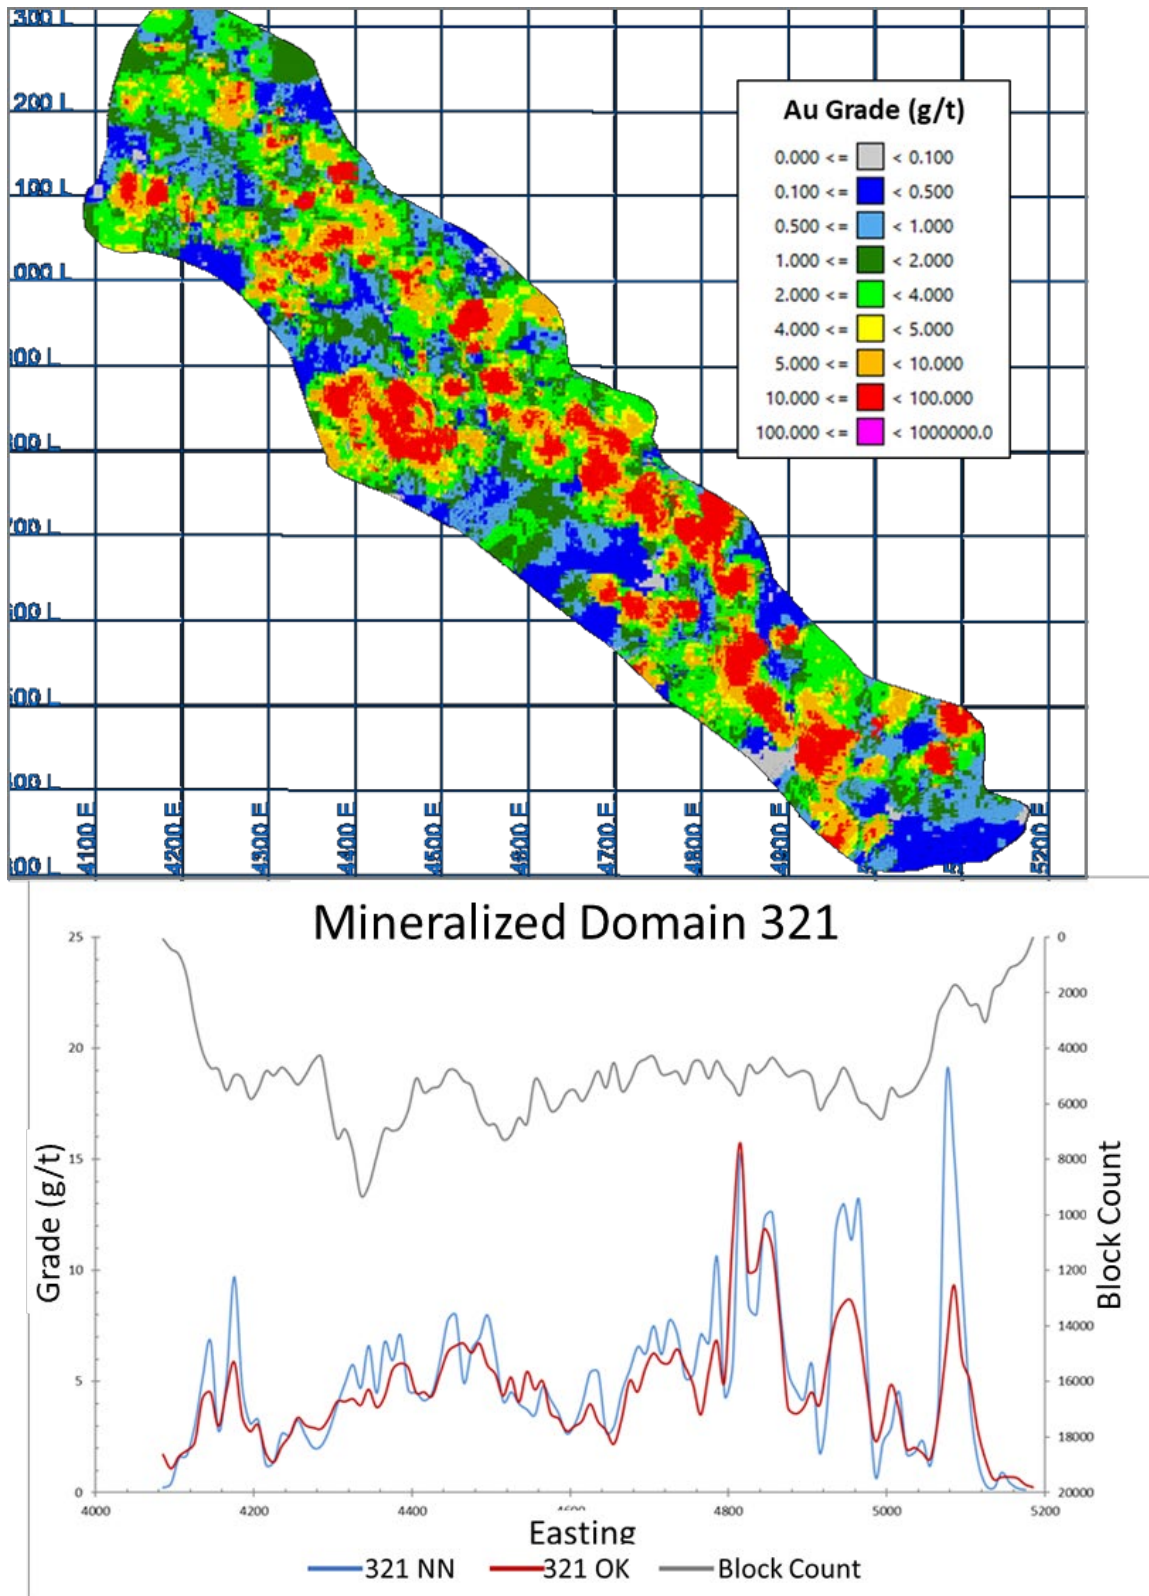 Au Grade (g/t)
0.000 <= < 0.100
0.100 <= < 0.500
0.500 <= < 1.000
1.000 <= < 2.000
2.000 <= < 4.000
4.000 <= < 5.000
5.000 <= < 10.000
10.000 <= < 100.000
100.000 <= < 1000000.0
200 L
100 L
000 L
4100 E
4200 E
4300 E
4400 E
4500 E
4600 E
4700 E
4800 E
4900 E
5200 E
Mineralized Domain 321
25
20
15
10
5
0
Grade (g/t)
0
2000
4000
6000
8000
1000
1200
14000
16000
18000
20000
Block Count
4000
4200
4400
4600
4800
5000
5200
Easting
321 NN
321 OK
Block Count